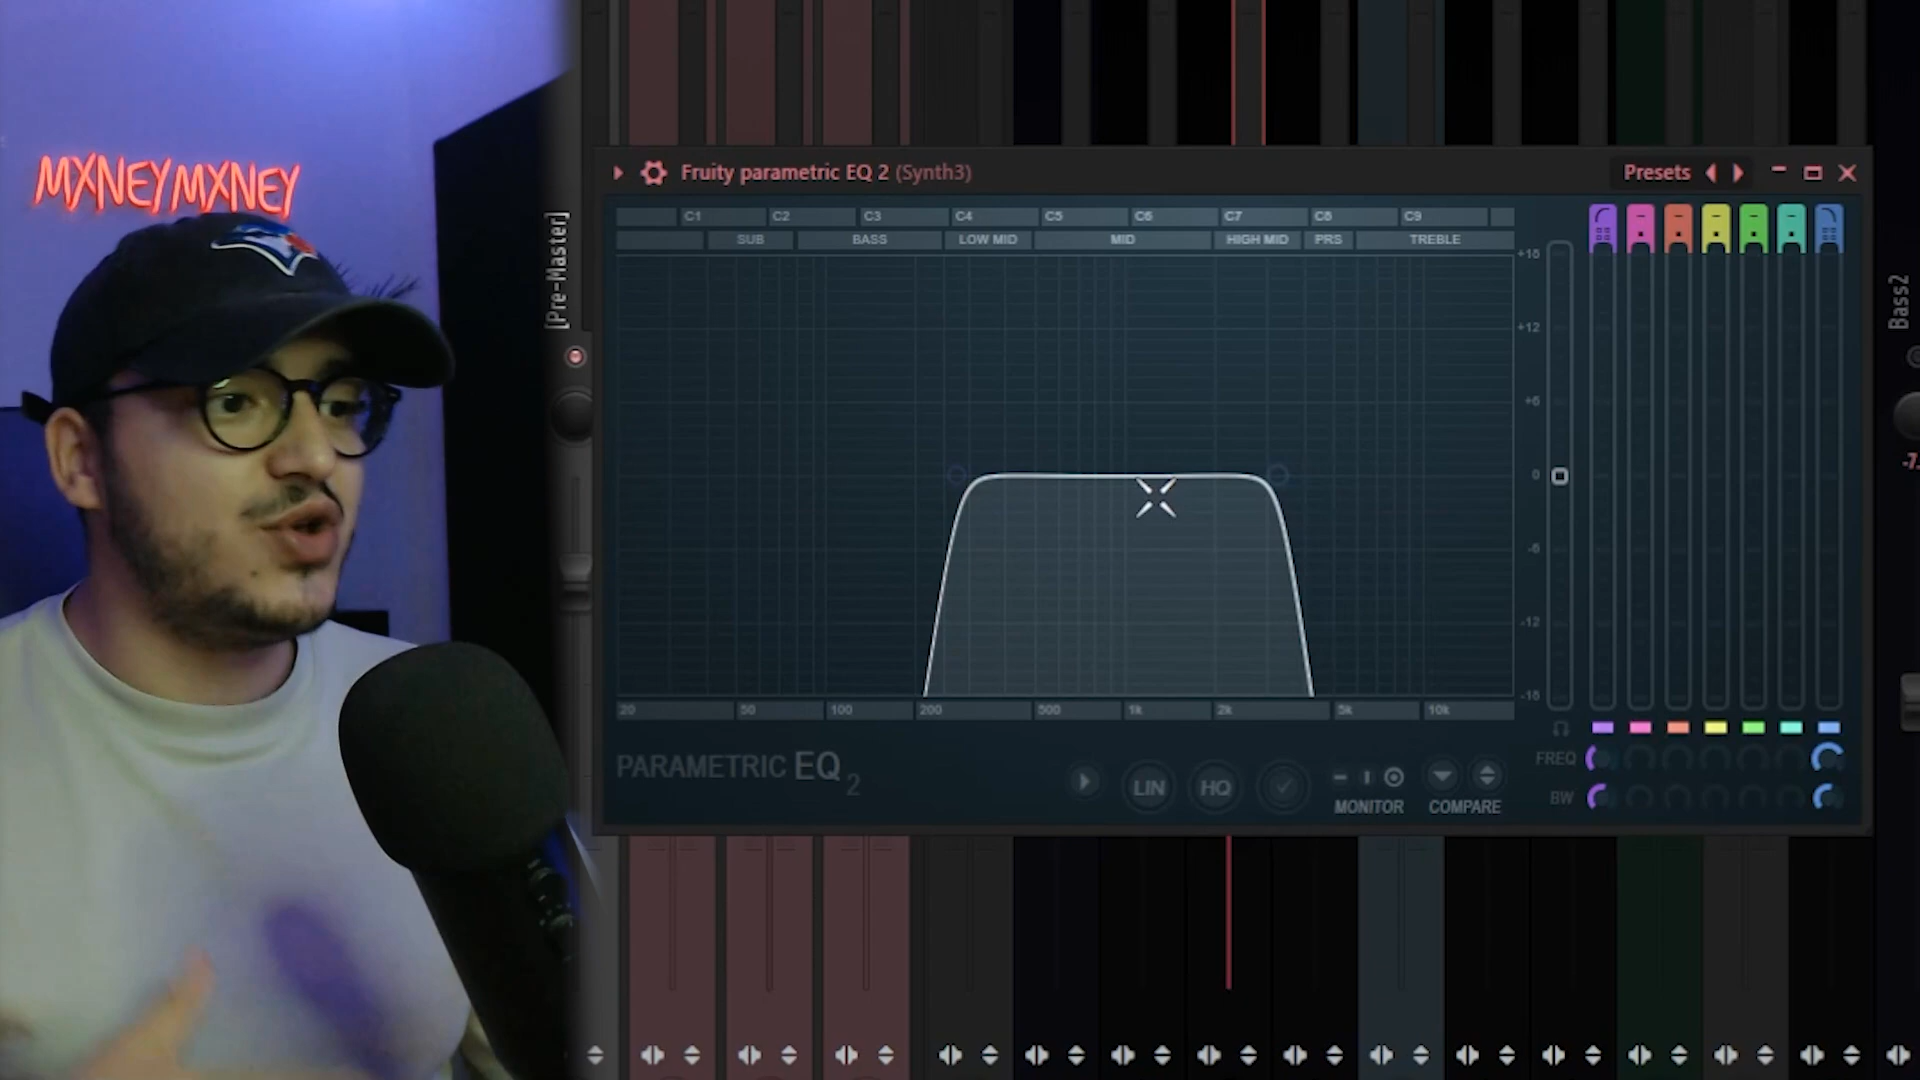 MXNEYMXNEY
[Pre-Master]
Fruity parametric EQ 2 (Synth3)
Presets
C1 C2 C3 C4 C5 C6 C7 C8 C9
SUB BASS LOW MID MID HIGH MID PRS TREBLE
+18
+12
+6
0
-6
-12
-18
20 50 100 200 500 1k 2k 5k 10k
PARAMETRIC EQ 2
LIN HQ
MONITOR COMPARE
FREQ
BW
Bass2